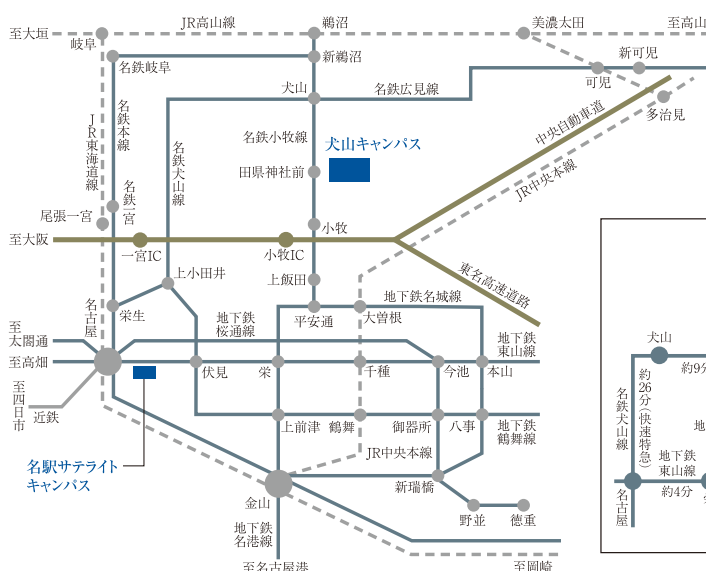 至大垣
岐阜
JR高山線
鵜沼
美濃太田
至高山
名鉄岐阜
新鵜沼
新可児
可児
犬山
名鉄広見線
多治見
名鉄本線
JR東海道線
名鉄犬山線
名鉄小牧線
犬山キャンパス
中央自動車道
JR中央本線
田県神社前
名鉄一宮
尾張一宮
小牧
至大阪
一宮IC
小牧IC
上小田井
上飯田
東名高速道路
名古屋
栄生
地下鉄
桜通線
平安通
地下鉄名城線
大曽根
至
太閤通
至高畑
地下鉄
東山線
伏見
栄
千種
今池
本山
至四日市
近鉄
上前津
鶴舞
御器所
八事
地下鉄
鶴舞線
JR中央本線
名駅サテライト
キャンパス
金山
新瑞橋
地下鉄
名港線
野並
徳重
至名古屋港
至岡崎
犬山
約9分
約26分(快速特急)
名鉄犬山線
地下鉄
東山線
約4分
名古屋